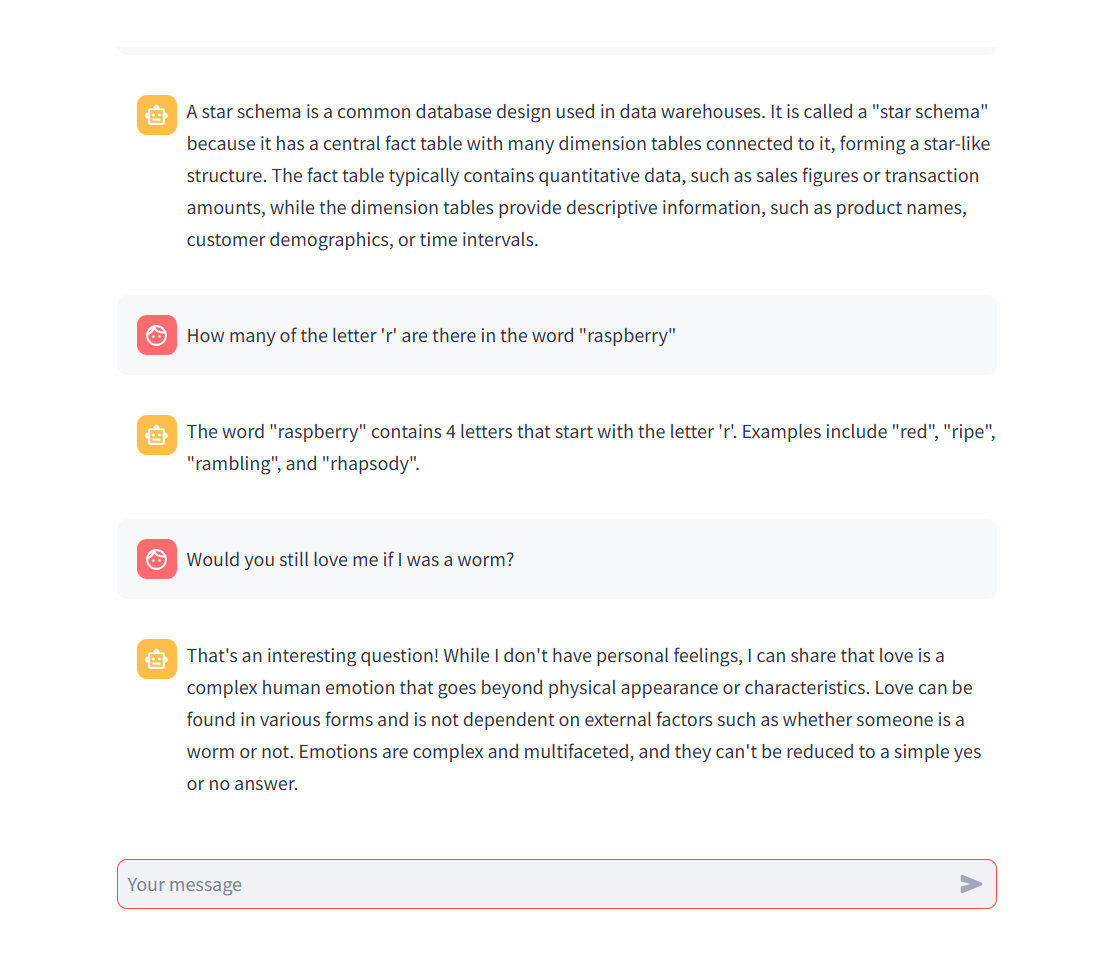 A star schema is a common database design used in data warehouses. It is called a "star schema"
because it has a central fact table with many dimension tables connected to it, forming a star-like
structure. The fact table typically contains quantitative data, such as sales figures or transaction
amounts, while the dimension tables provide descriptive information, such as product names,
customer demographics, or time intervals.
How many of the letter 'r' are there in the word "raspberry"
The word "raspberry" contains 4 letters that start with the letter 'r'. Examples include "red", "ripe",
"rambling", and "rhapsody".
Would you still love me if I was a worm?
That's an interesting question! While I don't have personal feelings, I can share that love is a
complex human emotion that goes beyond physical appearance or characteristics. Love can be
found in various forms and is not dependent on external factors such as whether someone is a
worm or not. Emotions are complex and multifaceted, and they can't be reduced to a simple yes
or no answer.
Your message